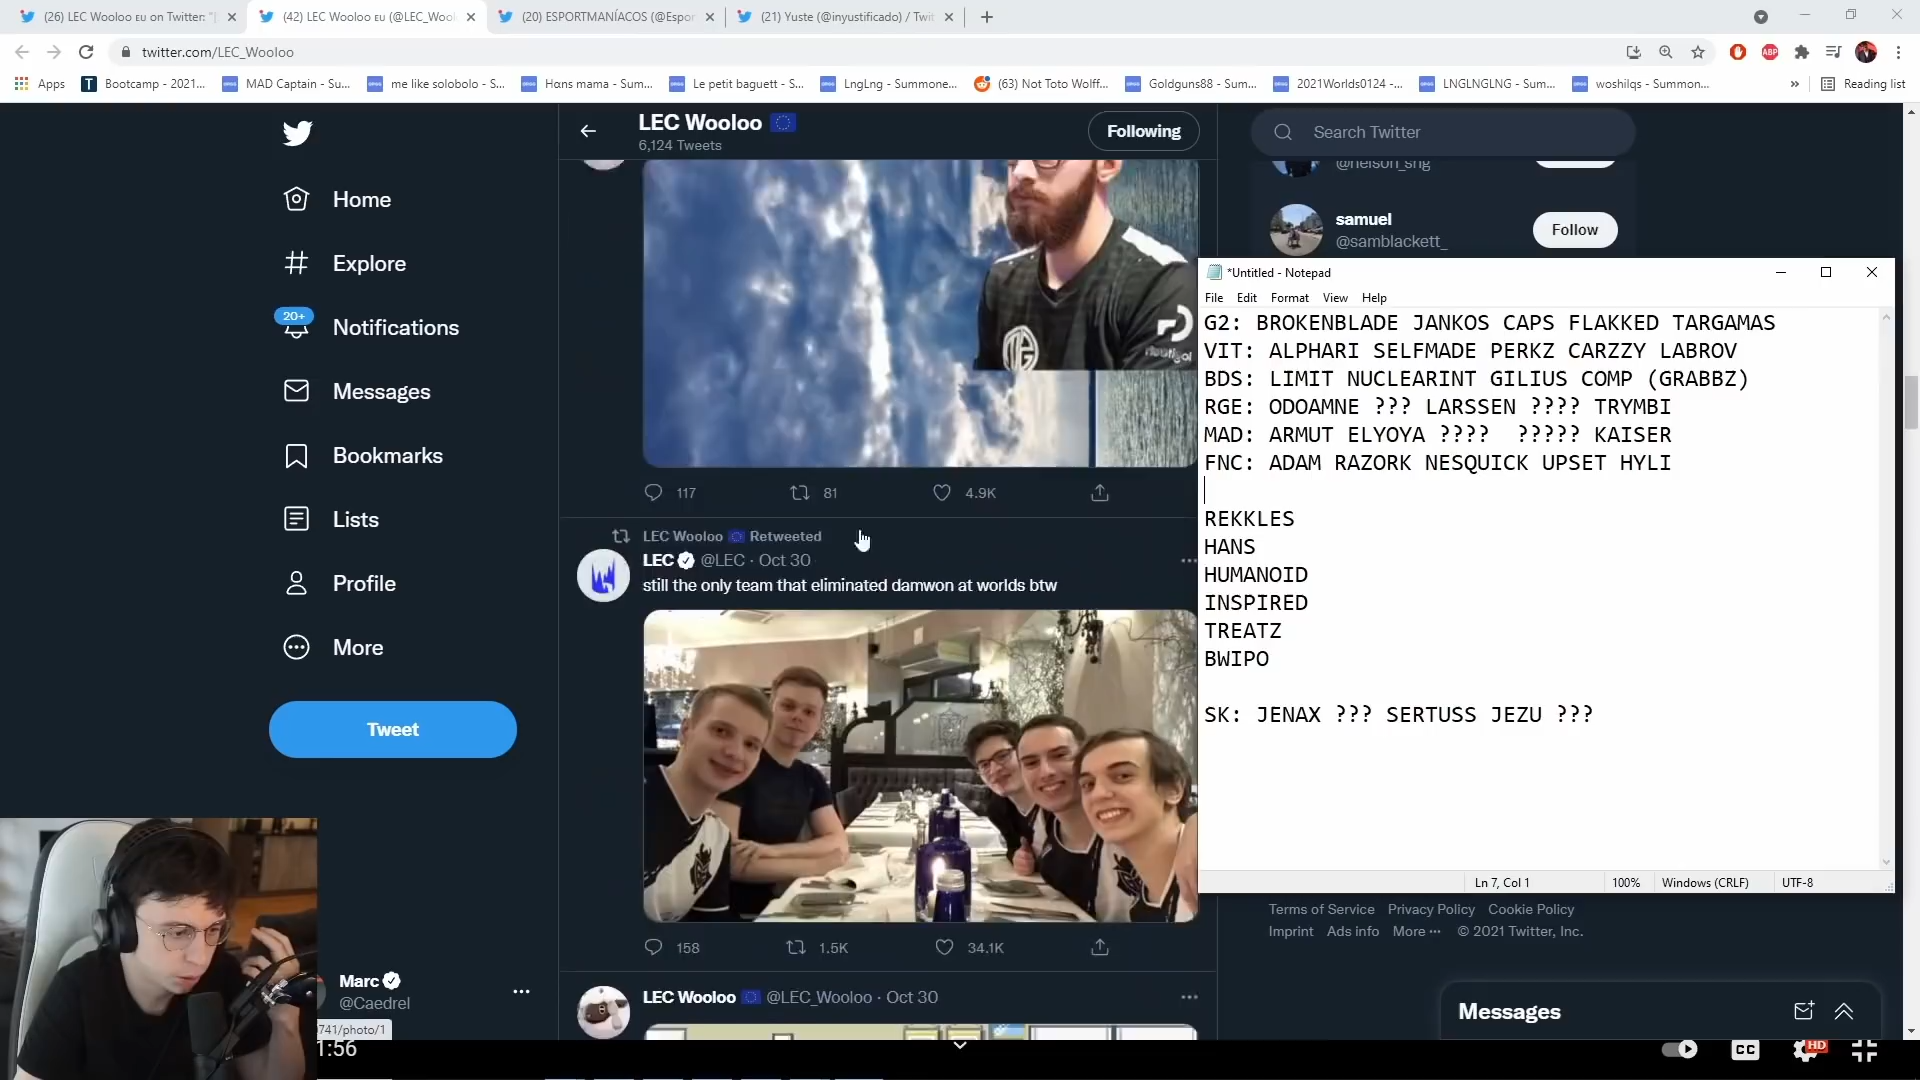 (26) LEC Wooloo ᴇᴜ on Twitter: "]
(42) LEC Wooloo ᴇᴜ (@LEC_Wool
(20) ESPORTMANÍACOS (@Espor
(21) Yuste (@inyustificado) / Twit
twitter.com/LEC_Wooloo
ABP
Apps
Bootcamp - 2021...
MAD Captain - Su...
me like solobolo - S...
Hαns mama - Sum...
Le petit baguett - S...
LngLng - Summone...
(63) Not Toto Wolff...
Goldguns88 - Sum...
2021Worlds0124 -...
LNGLNGLNG - Sum...
woshilqs - Summon...
»
Reading list
LEC Wooloo
6,124 Tweets
Following
Search Twitter
@nelson_sng
samuel
@samblackett_
Follow
Home
Explore
20+
Notifications
Messages
Bookmarks
Lists
Profile
More
Tweet
117
81
4.9K
LEC Wooloo Retweeted
LEC @LEC · Oct 30
still the only team that eliminated damwon at worlds btw
158
1.5K
34.1K
LEC Wooloo @LEC_Wooloo · Oct 30
*Untitled - Notepad
File Edit Format View Help
G2: BROKENBLADE JANKOS CAPS FLAKKED TARGAMAS
VIT: ALPHARI SELFMADE PERKZ CARZZY LABROV
BDS: LIMIT NUCLEARINT GILIUS COMP (GRABBZ)
RGE: ODOAMNE ??? LARSSEN ???? TRYMBI
MAD: ARMUT ELYOYA ???? ????? KAISER
FNC: ADAM RAZORK NESQUICK UPSET HYLI
REKKLES
HANS
HUMANOID
INSPIRED
TREATZ
BWIPO
SK: JENAX ??? SERTUSS JEZU ???
Ln 7, Col 1
100%
Windows (CRLF)
UTF-8
Terms of Service Privacy Policy Cookie Policy
Imprint Ads info More ··· © 2021 Twitter, Inc.
Messages
Marc
@Caedrel
741/photo/1
1:56
CC
HD